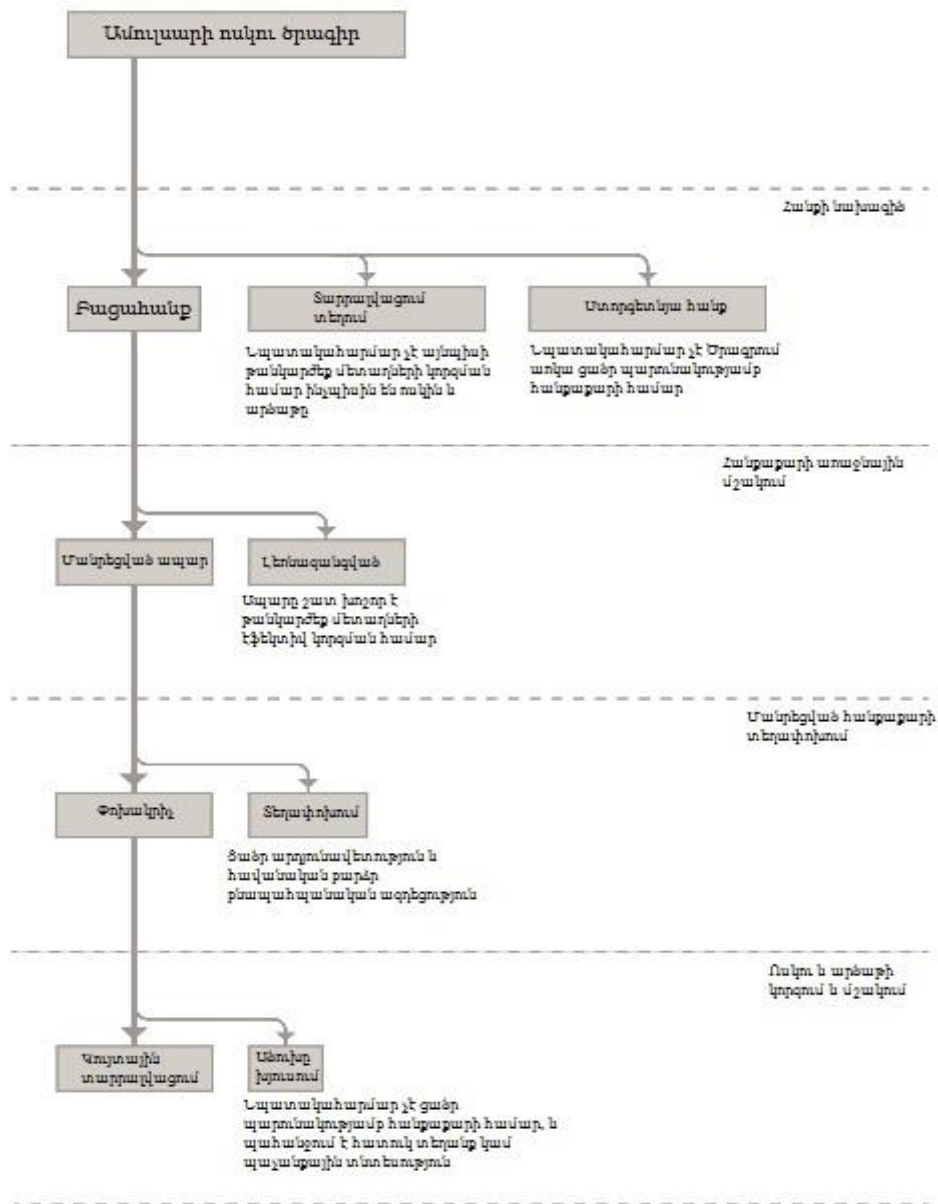 Ամուլսարի ոսկու ծրագիր
Հանքի նախագիծ
Բացահանք
Տարրալվացում
տեղում
Ստորգետնյա հանք
Նպատակահարմար չէ այնպիսի
թանկարժեք մետաղների կորզման
համար ինչպիսին են ոսկին և
արծաթը
Նպատակահարմար չէ Ծրագրում
առկա ցածր պարունակությամբ
հանքաքարի համար
Հանքաքարի առաջնային
մշակում
Մանրեցված ապար
Լեռնազանգված
Ապարը շատ խոշոր է
թանկարժեք մետաղների
էֆեկտիվ կորզման համար
Մանրեցված հանքաքարի
տեղափոխում
Փոխակրիչ
Տեղափոխում
Ցածր արդյունավետություն և
հավանական բարձր
բնապահպանական ազդեցություն
Ոսկու և արծաթի
կորզում և մշակում
Կույտային
տարրալվացում
Ածուխը
խյուսում
Նպատակահարմար չէ ցածր
պարունակությամբ հանքաքարի համար, և
պահանջում է հատուկ տեղանք կամ
պաչանքային տնտեսություն